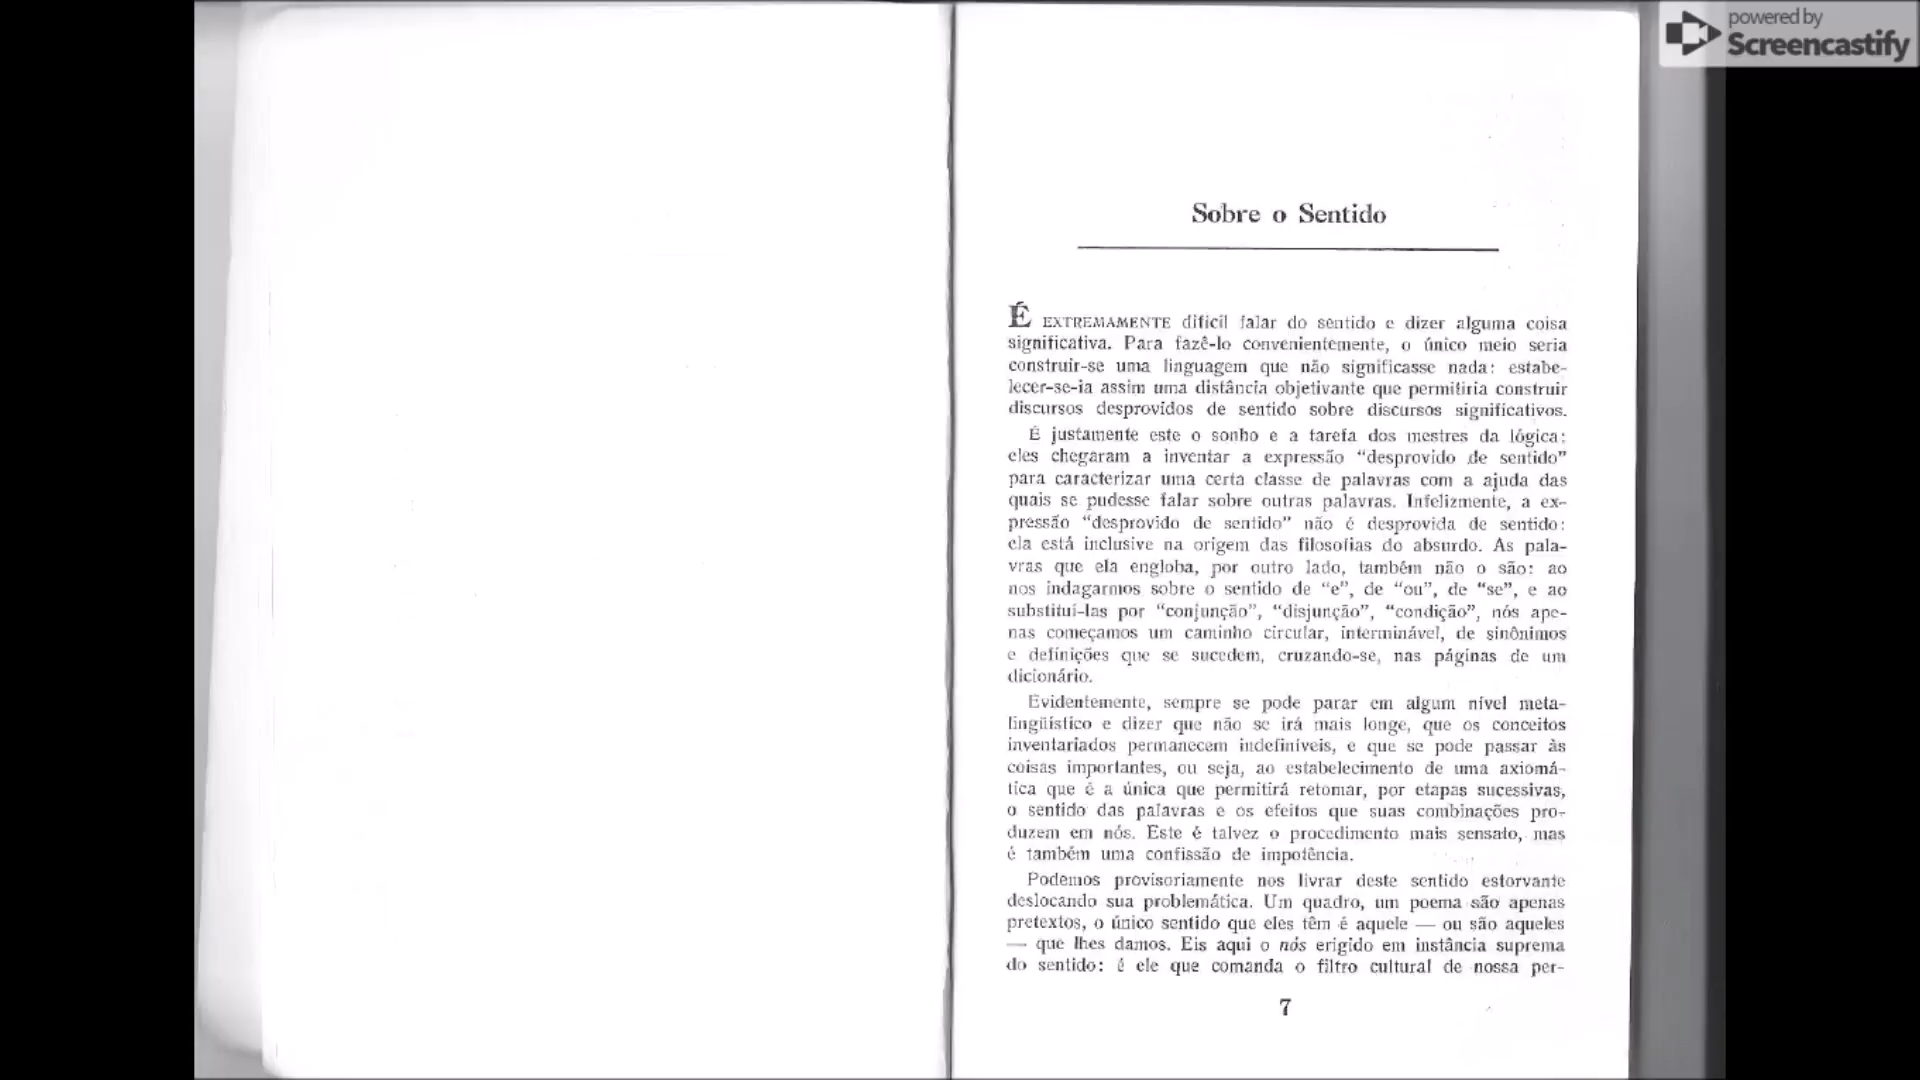 powered by
Screencastify
Sobre o Sentido
É EXTREMAMENTE difícil falar do sentido e dizer alguma coisa
significativa. Para fazê-lo convenientemente, o único meio seria
construir-se uma linguagem que não significasse nada: estabe-
lecer-se-ia assim uma distância objetivante que permitiria construir
discursos desprovidos de sentido sobre discursos significativos.
É justamente este o sonho e a tarefa dos mestres da lógica:
eles chegaram a inventar a expressão “desprovido de sentido”
para caracterizar uma certa classe de palavras com a ajuda das
quais se pudesse falar sobre outras palavras. Infelizmente, a ex-
pressão “desprovido de sentido” não é desprovida de sentido:
ela está inclusive na origem das filosofias do absurdo. As pala-
vras que ela engloba, por outro lado, também não o são: ao
nos indagarmos sobre o sentido de “e”, de “ou”, de “se”, e ao
substituí-las por “conjunção”, “disjunção”, “condição”, nós ape-
nas começamos um caminho circular, interminável, de sinônimos
e definições que se sucedem, cruzando-se, nas páginas de um
dicionário.
Evidentemente, sempre se pode parar em algum nível meta-
lingüístico e dizer que não se irá mais longe, que os conceitos
inventariados permanecem indefiníveis, e que se pode passar às
coisas importantes, ou seja, ao estabelecimento de uma axiomá-
tica que é a única que permitirá retomar, por etapas sucessivas,
o sentido das palavras e os efeitos que suas combinações pro-
duzem em nós. Este é talvez o procedimento mais sensato, mas
é também uma confissão de impotência.
Podemos provisoriamente nos livrar deste sentido estorvante
deslocando sua problemática. Um quadro, um poema são apenas
pretextos, o único sentido que eles têm é aquele — ou são aqueles
— que lhes damos. Eis aqui o nós erigido em instância suprema
do sentido: é ele que comanda o filtro cultural de nossa per-
7